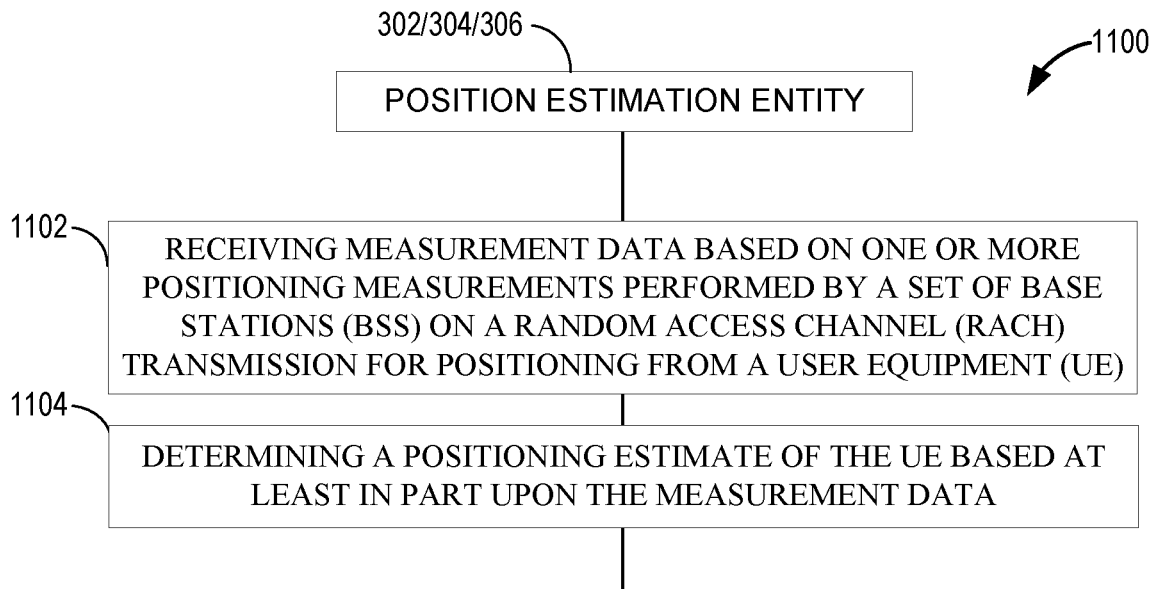 302/304/306
1100
POSITION ESTIMATION ENTITY
1102
RECEIVING MEASUREMENT DATA BASED ON ONE OR MORE
POSITIONING MEASUREMENTS PERFORMED BY A SET OF BASE
STATIONS (BSS) ON A RANDOM ACCESS CHANNEL (RACH)
TRANSMISSION FOR POSITIONING FROM A USER EQUIPMENT (UE)
1104
DETERMINING A POSITIONING ESTIMATE OF THE UE BASED AT
LEAST IN PART UPON THE MEASUREMENT DATA